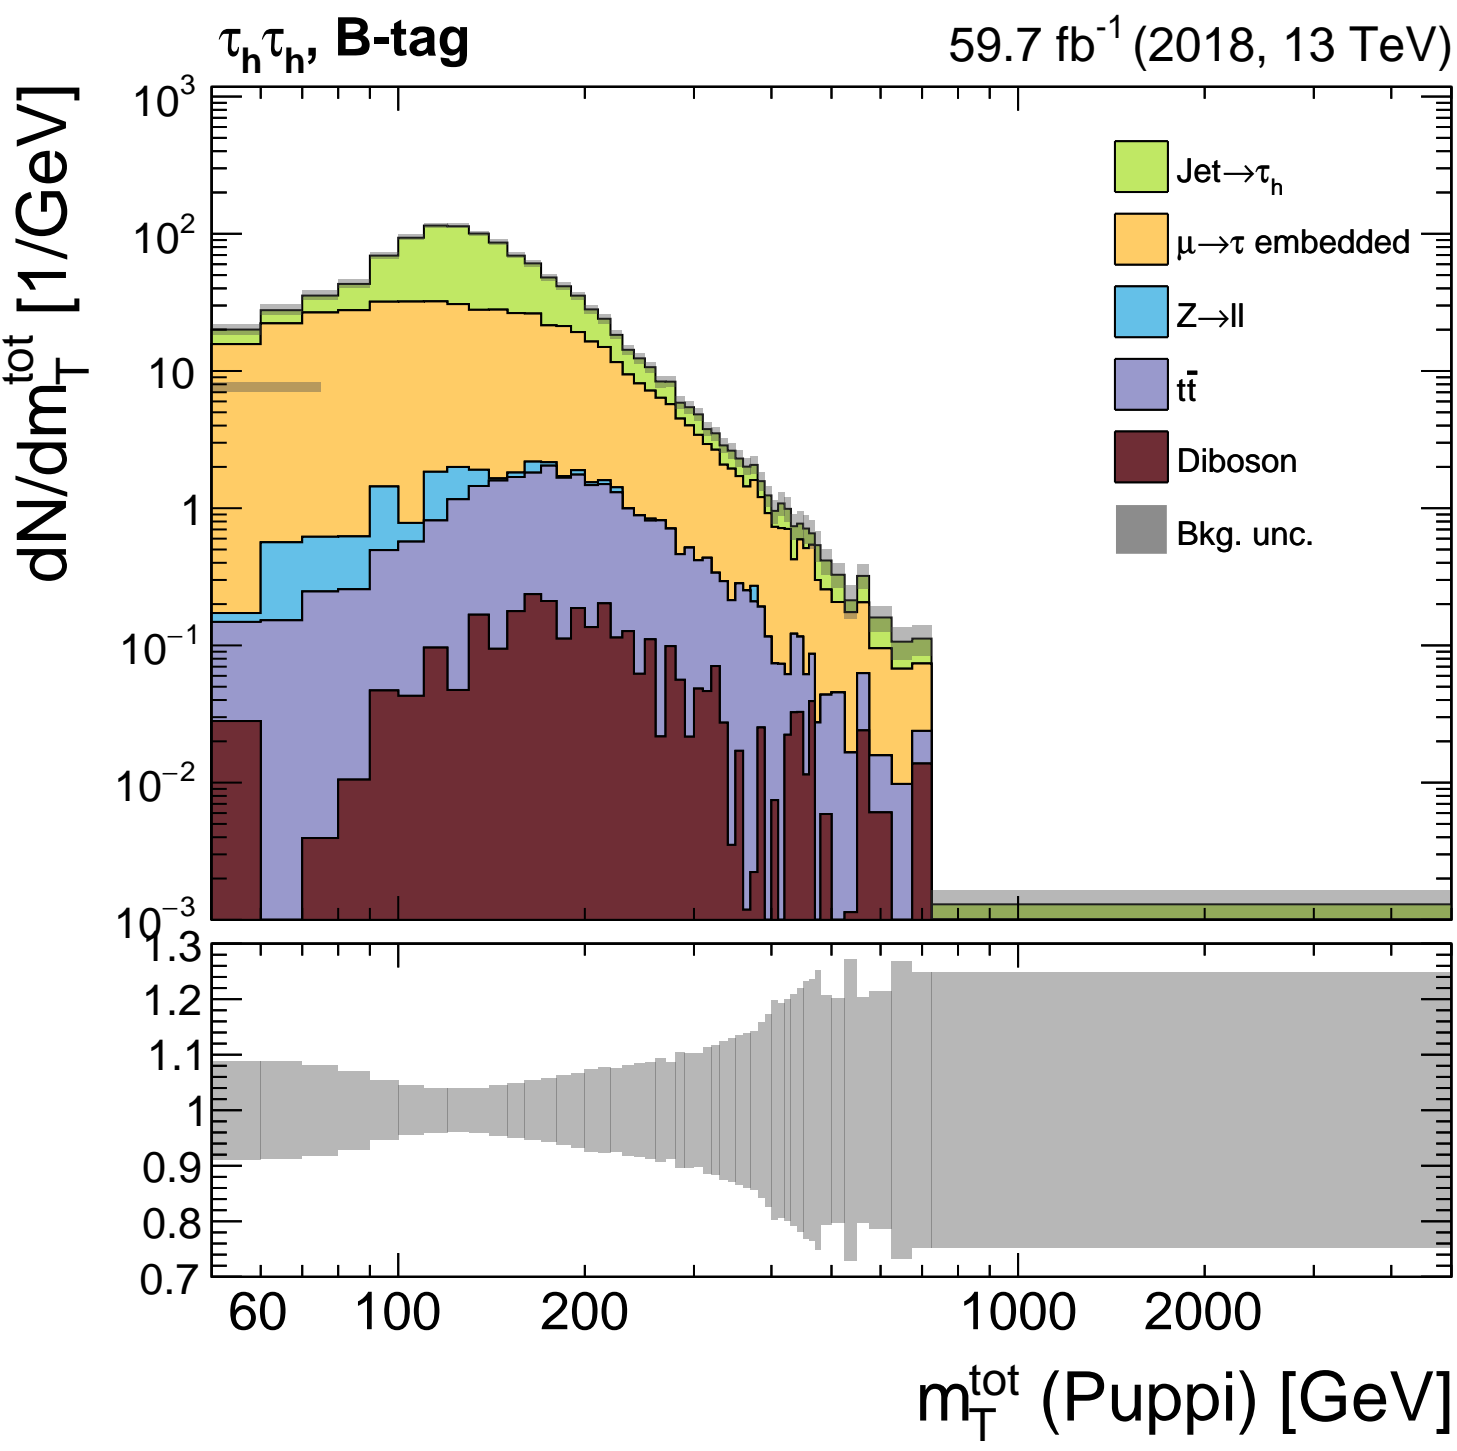 τhτh, B-tag
59.7 fb-1 (2018, 13 TeV)
dN/dmTtot [1/GeV]
10³
10²
10
1
10⁻¹
10⁻²
10⁻³
Jet→τh
μ→τ embedded
Z→ll
tt̄
Diboson
Bkg. unc.
1.3
1.2
1.1
1
0.9
0.8
0.7
60 100 200 1000 2000
mTtot (Puppi) [GeV]